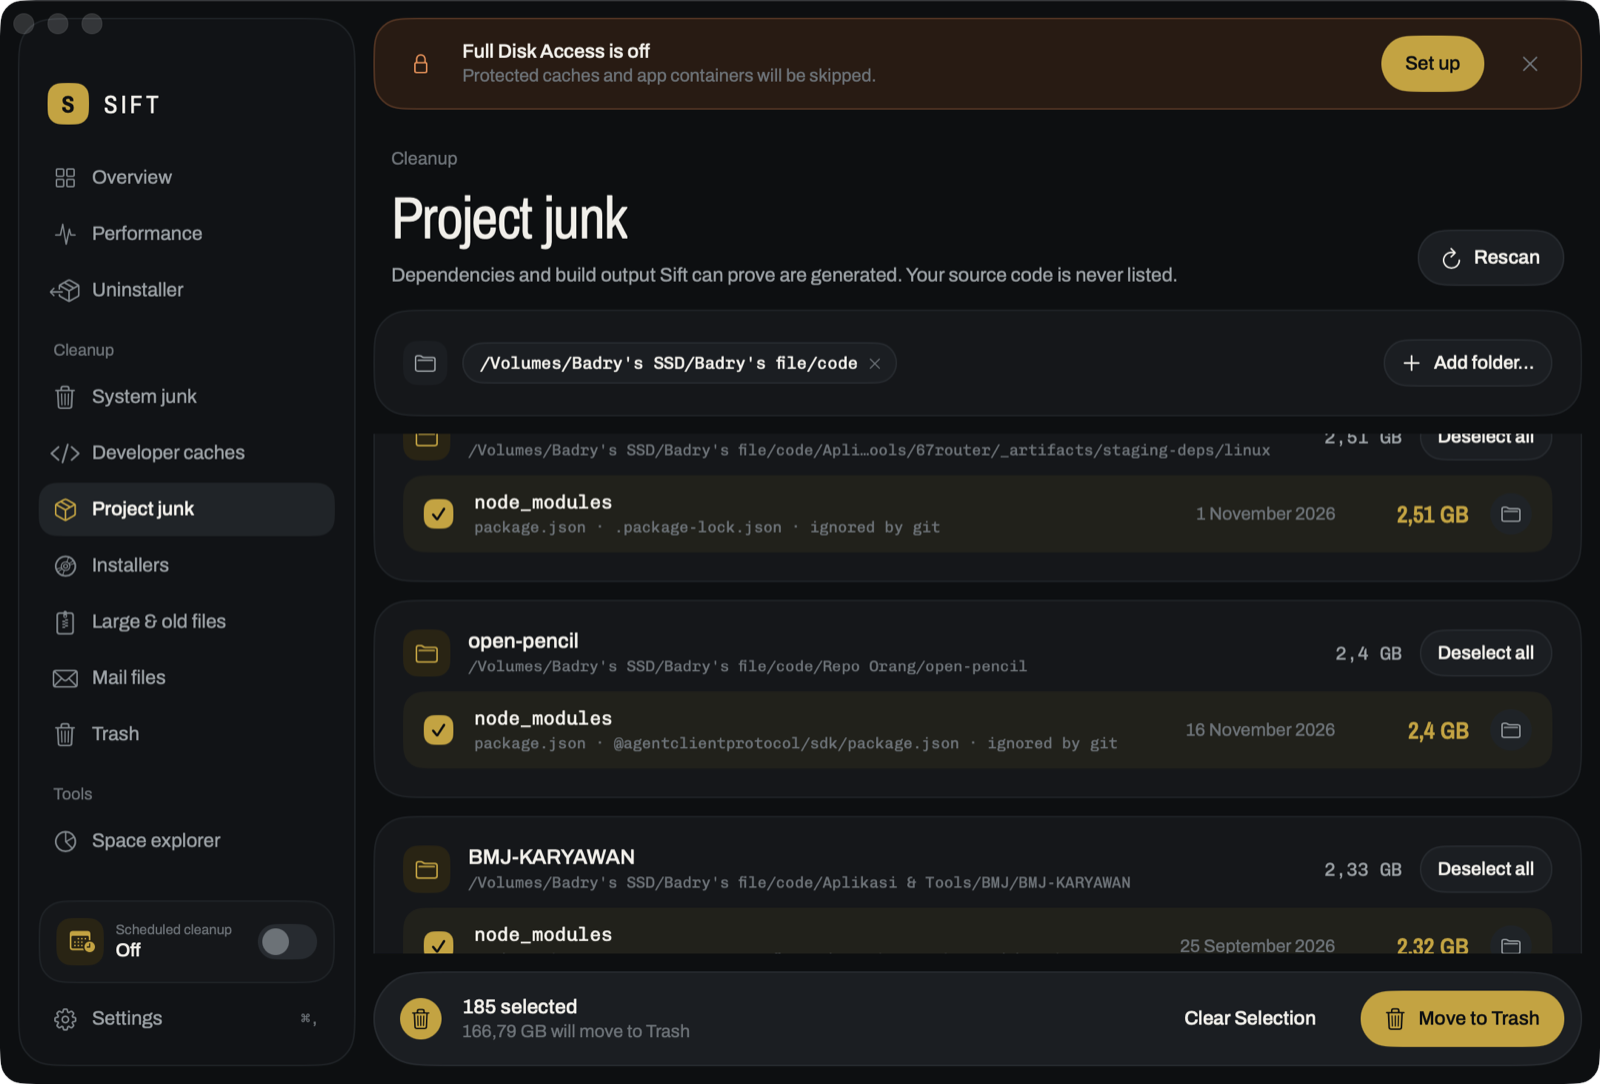 Full Disk Access is off
Protected caches and app containers will be skipped.
Set up
S SIFT
Overview
Performance
Uninstaller
Cleanup
System junk
Developer caches
Project junk
Installers
Large & old files
Mail files
Trash
Tools
Space explorer
Scheduled cleanup
Off
Settings ⌘,
Cleanup
Project junk
Dependencies and build output Sift can prove are generated. Your source code is never listed.
Rescan
/Volumes/Badry's SSD/Badry's file/code
Add folder...
/Volumes/Badry's SSD/Badry's file/code/Apli…ools/67router/_artifacts/staging-deps/linux
2,51 GB
Deselect all
node_modules
package.json · .package-lock.json · ignored by git
1 November 2026
2,51 GB
open-pencil
/Volumes/Badry's SSD/Badry's file/code/Repo Orang/open-pencil
2,4 GB
Deselect all
node_modules
package.json · @agentclientprotocol/sdk/package.json · ignored by git
16 November 2026
2,4 GB
BMJ-KARYAWAN
/Volumes/Badry's SSD/Badry's file/code/Aplikasi & Tools/BMJ/BMJ-KARYAWAN
2,33 GB
Deselect all
node_modules
25 September 2026
2,32 GB
185 selected
166,79 GB will move to Trash
Clear Selection
Move to Trash